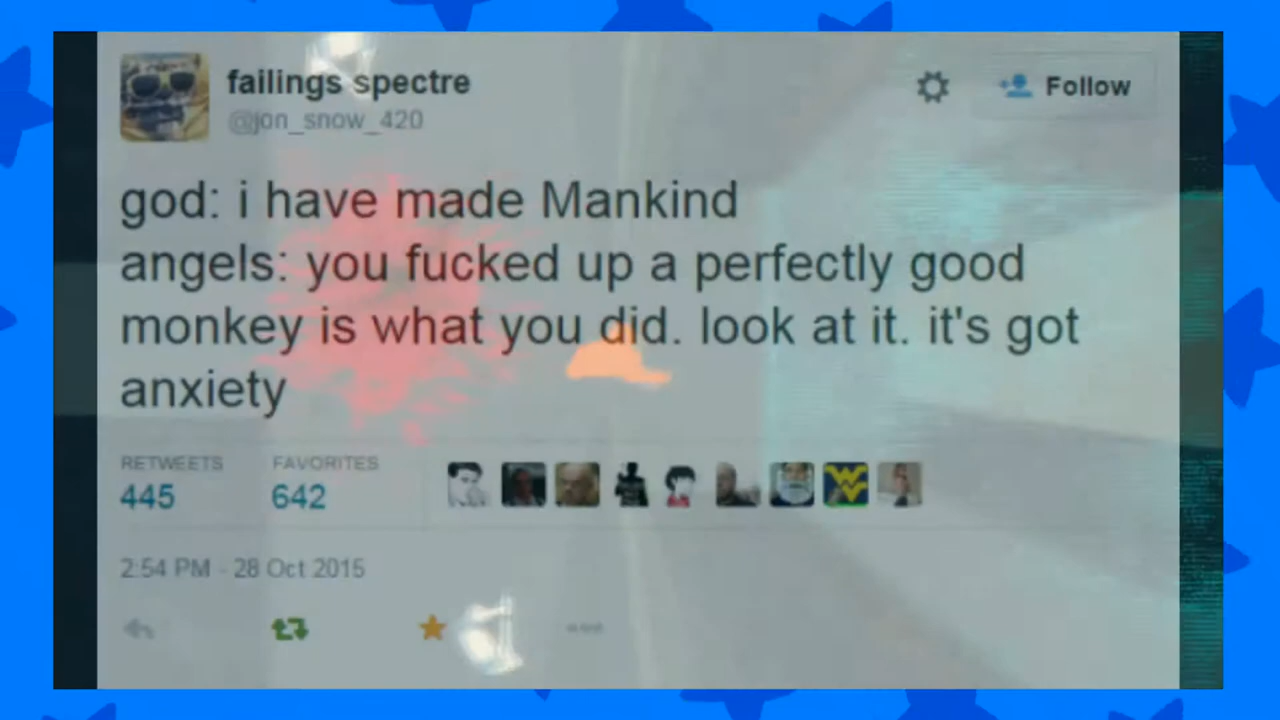 failings spectre
@jon_snow_420
Follow
god: i have made Mankind
angels: you fucked up a perfectly good
monkey is what you did. look at it. it's got
anxiety
RETWEETS FAVORITES
445 642
2:54 PM - 28 Oct 2015